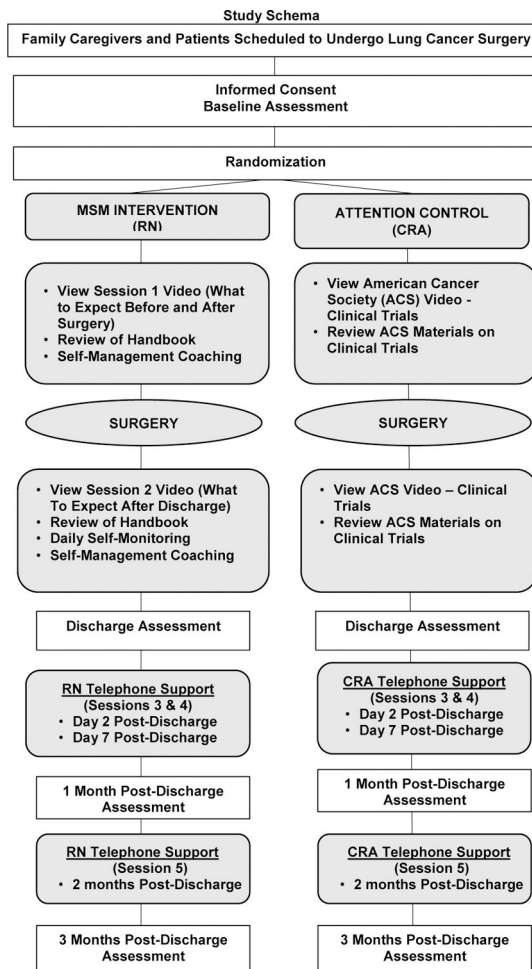 Study Schema
Family Caregivers and Patients Scheduled to Undergo Lung Cancer Surgery
Informed Consent
Baseline Assessment
Randomization
MSM INTERVENTION
(RN)
• View Session 1 Video (What
to Expect Before and After
Surgery)
• Review of Handbook
• Self-Management Coaching
SURGERY
• View Session 2 Video (What
To Expect After Discharge)
• Review of Handbook
• Daily Self-Monitoring
• Self-Management Coaching
Discharge Assessment
RN Telephone Support
(Sessions 3 & 4)
• Day 2 Post-Discharge
• Day 7 Post-Discharge
1 Month Post-Discharge
Assessment
RN Telephone Support
(Session 5)
• 2 months Post-Discharge
3 Months Post-Discharge
Assessment
ATTENTION CONTROL
(CRA)
• View American Cancer
Society (ACS) Video -
Clinical Trials
• Review ACS Materials on
Clinical Trials
SURGERY
• View ACS Video – Clinical
Trials
• Review ACS Materials on
Clinical Trials
Discharge Assessment
CRA Telephone Support
(Sessions 3 & 4)
• Day 2 Post-Discharge
• Day 7 Post-Discharge
1 Month Post-Discharge
Assessment
CRA Telephone Support
(Session 5)
• 2 months Post-Discharge
3 Months Post-Discharge
Assessment